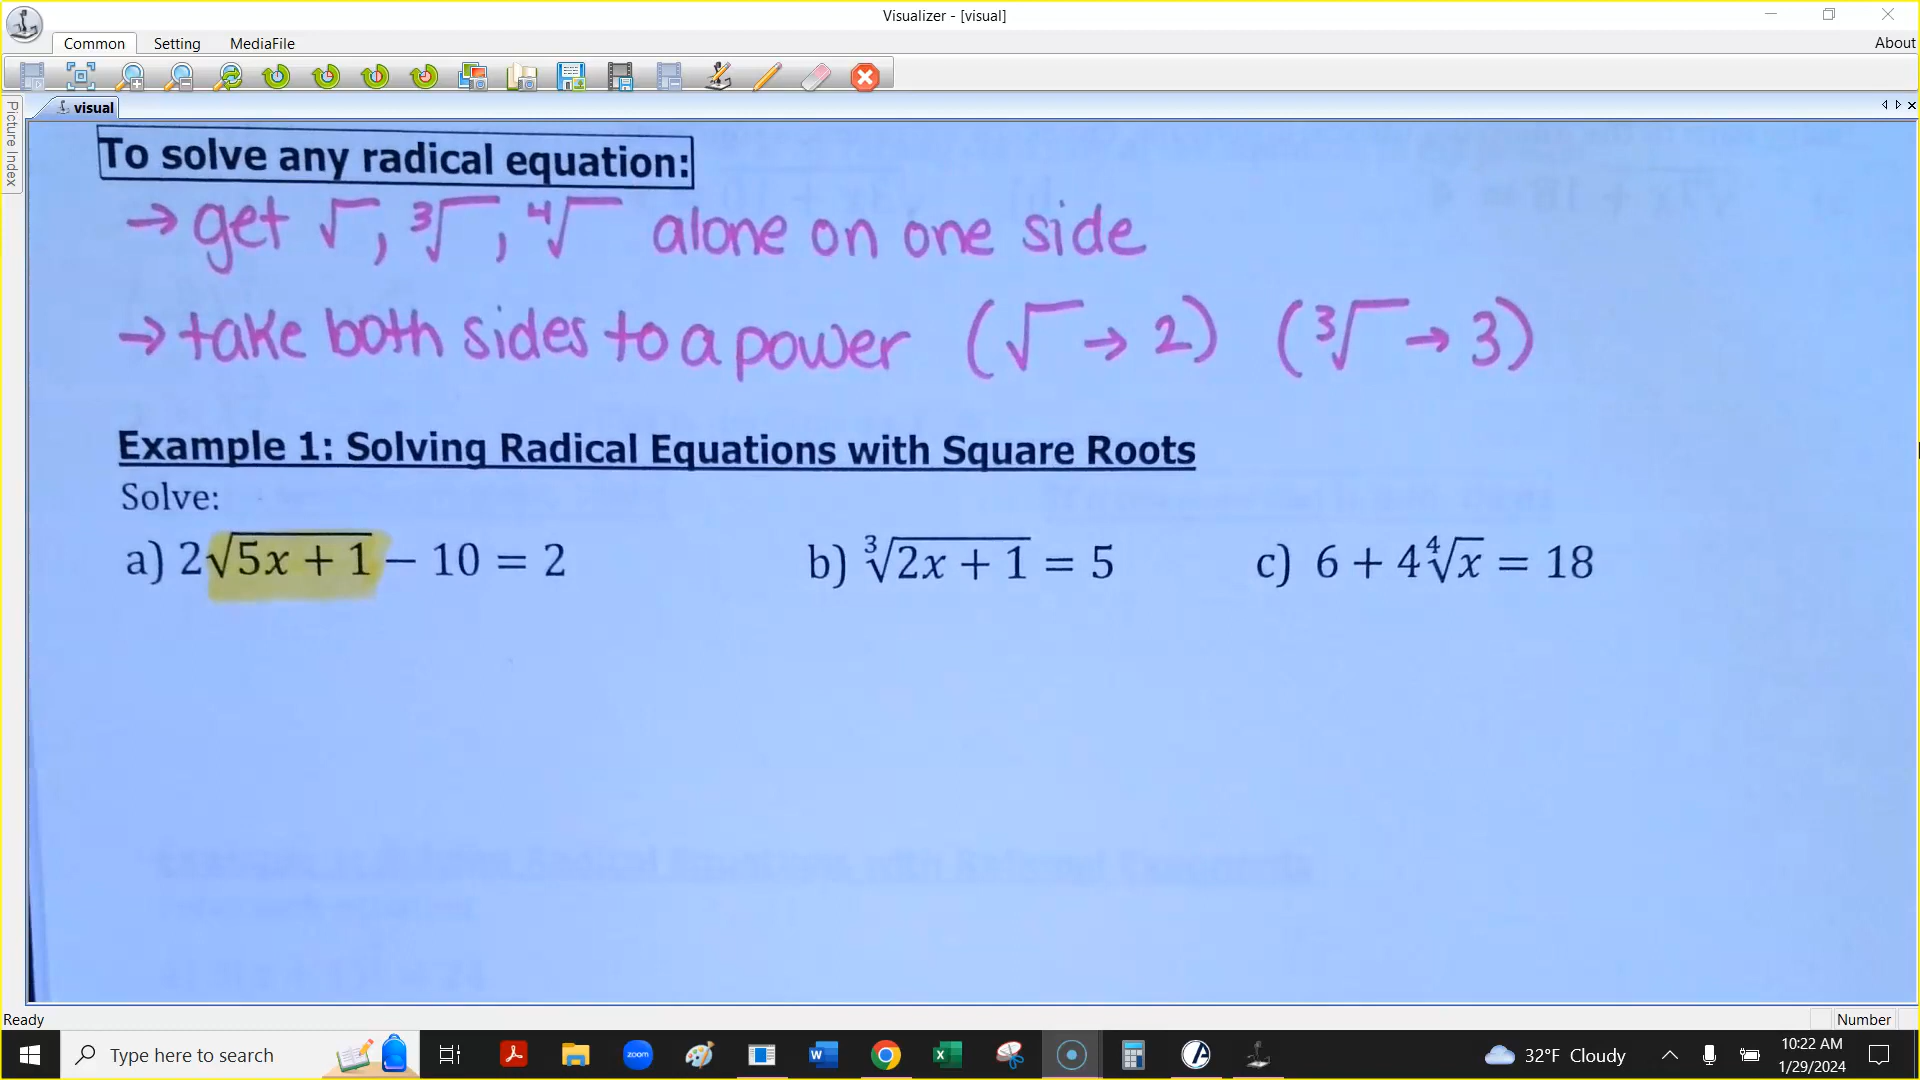 Visualizer - [visual]
Common Setting MediaFile About
visual
Picture Index
To solve any radical equation:
→ get √, ∛, ∜ alone on one side
→ take both sides to a power (√ → 2) (∛ → 3)
Example 1: Solving Radical Equations with Square Roots
Solve:
a) 2√(5x + 1) − 10 = 2 b) ∛(2x + 1) = 5 c) 6 + 4∜x = 18
Ready Number
Type here to search zoom 32°F Cloudy 10:22 AM
1/29/2024